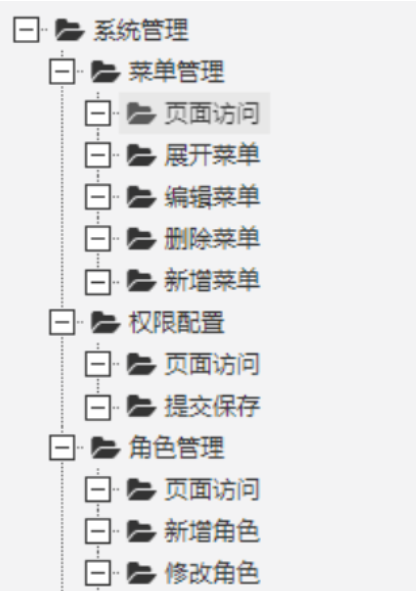 系统管理
菜单管理
页面访问
展开菜单
编辑菜单
删除菜单
新增菜单
权限配置
页面访问
提交保存
角色管理
页面访问
新增角色
修改角色